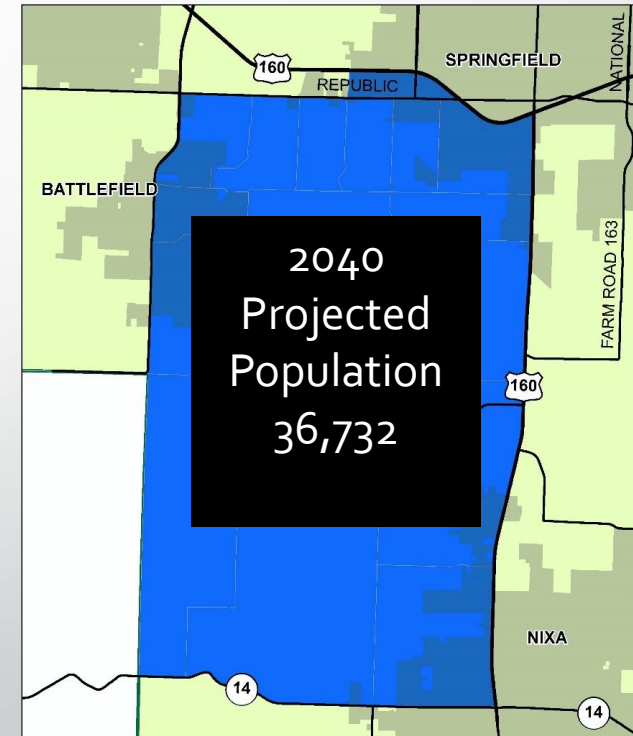 160
SPRINGFIELD
NATIONAL
REPUBLIC
BATTLEFIELD
FARM ROAD 163
2040
Projected
Population
36,732
160
NIXA
14
14